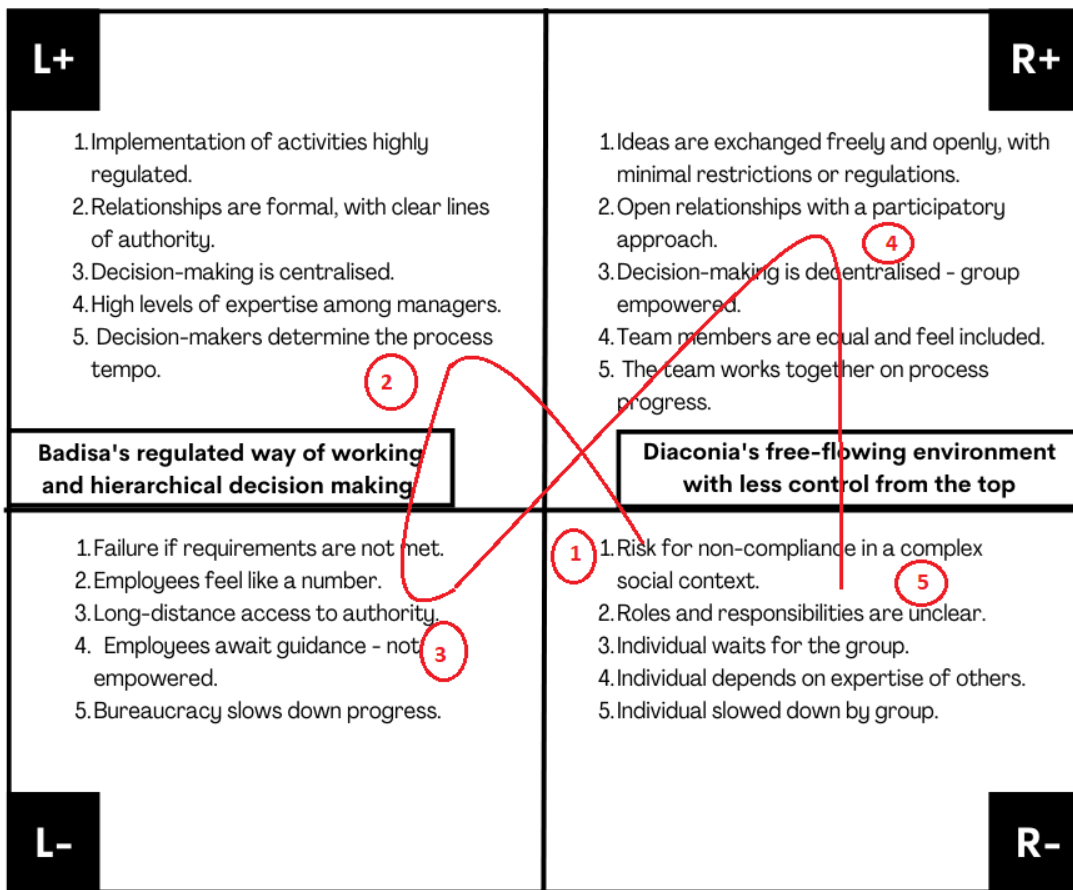 L+
R+
1. Implementation of activities highly
regulated.
2. Relationships are formal, with clear lines
of authority.
3. Decision-making is centralised.
4. High levels of expertise among managers.
5. Decision-makers determine the process
tempo.
2
1. Ideas are exchanged freely and openly, with
minimal restrictions or regulations.
2. Open relationships with a participatory
approach.
4
3. Decision-making is decentralised - group
empowered.
4. Team members are equal and feel included.
5. The team works together on process
progress.
Badisa's regulated way of working
and hierarchical decision making
Diaconia's free-flowing environment
with less control from the top
1. Failure if requirements are not met.
2. Employees feel like a number.
3. Long-distance access to authority.
4. Employees await guidance - not
empowered.
3
5. Bureaucracy slows down progress.
1
1. Risk for non-compliance in a complex
social context.
5
2. Roles and responsibilities are unclear.
3. Individual waits for the group.
4. Individual depends on expertise of others.
5. Individual slowed down by group.
L-
R-